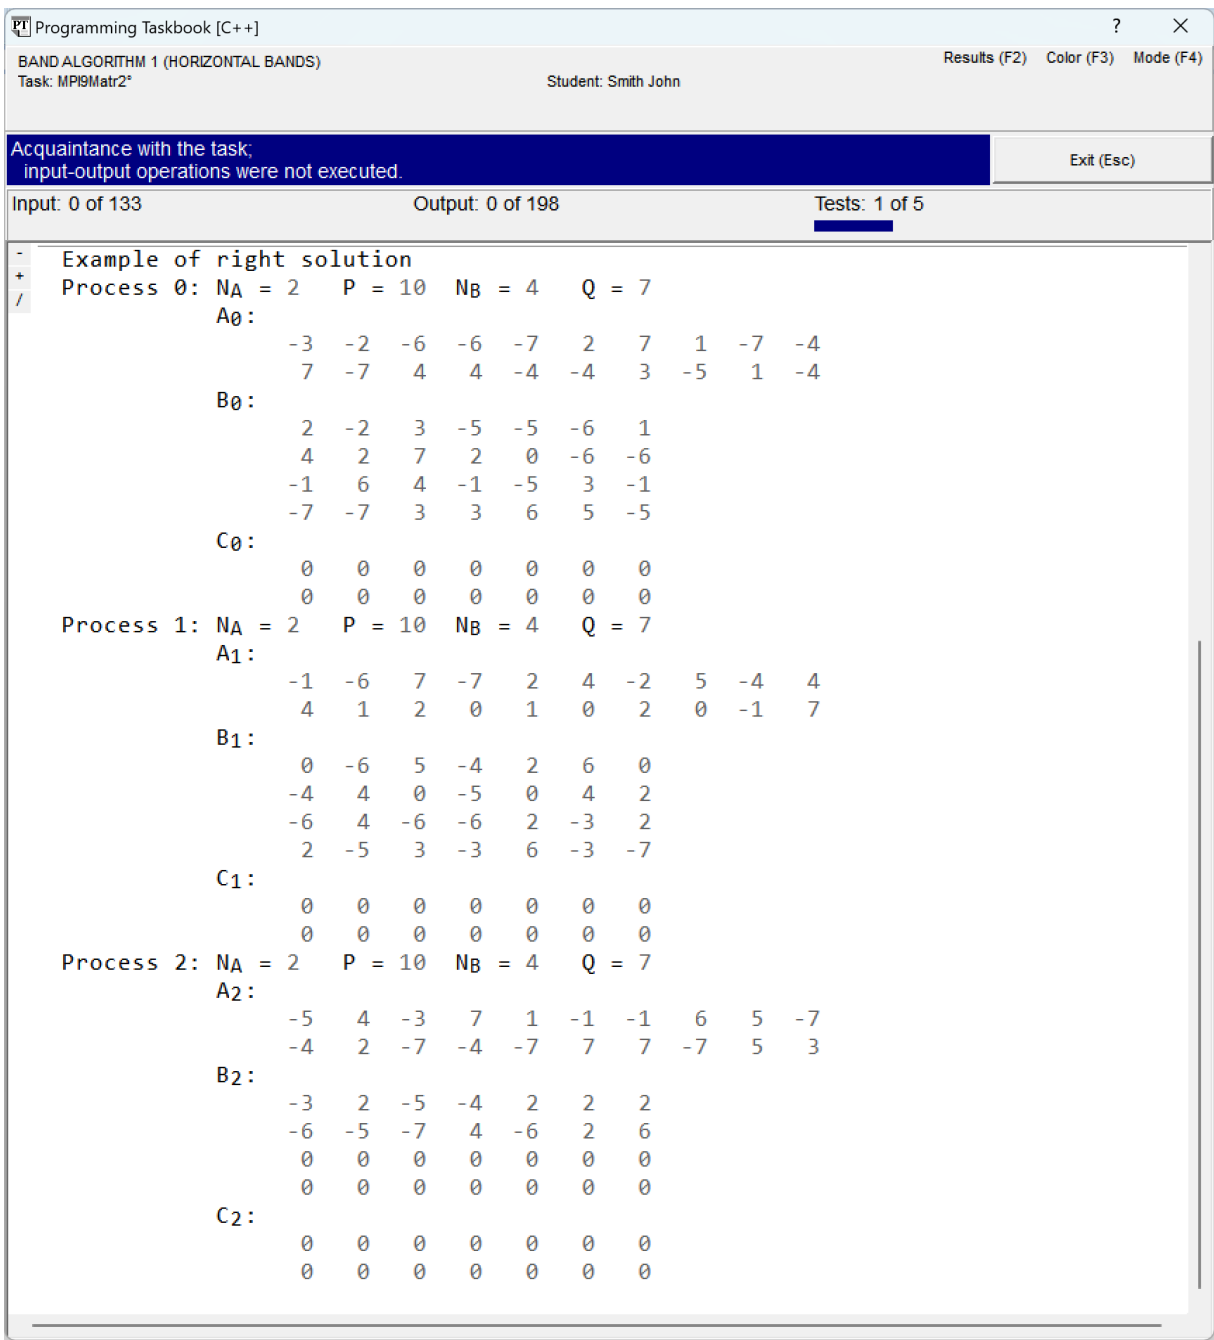 PT Programming Taskbook [C++] ? ×
BAND ALGORITHM 1 (HORIZONTAL BANDS) Results (F2) Color (F3) Mode (F4)
Task: MPI9Matr2° Student: Smith John
Acquaintance with the task;
input-output operations were not executed.
Exit (Esc)
Input: 0 of 133 Output: 0 of 198 Tests: 1 of 5
- Example of right solution
+ Process 0: NA = 2 P = 10 NB = 4 Q = 7
/ A0:
-3 -2 -6 -6 -7 2 7 1 -7 -4
7 -7 4 4 -4 -4 3 -5 1 -4
B0:
2 -2 3 -5 -5 -6 1
4 2 7 2 0 -6 -6
-1 6 4 -1 -5 3 -1
-7 -7 3 3 6 5 -5
C0:
0 0 0 0 0 0 0
0 0 0 0 0 0 0
Process 1: NA = 2 P = 10 NB = 4 Q = 7
A1:
-1 -6 7 -7 2 4 -2 5 -4 4
4 1 2 0 1 0 2 0 -1 7
B1:
0 -6 5 -4 2 6 0
-4 4 0 -5 0 4 2
-6 4 -6 -6 2 -3 2
2 -5 3 -3 6 -3 -7
C1:
0 0 0 0 0 0 0
0 0 0 0 0 0 0
Process 2: NA = 2 P = 10 NB = 4 Q = 7
A2:
-5 4 -3 7 1 -1 -1 6 5 -7
-4 2 -7 -4 -7 7 7 -7 5 3
B2:
-3 2 -5 -4 2 2 2
-6 -5 -7 4 -6 2 6
0 0 0 0 0 0 0
0 0 0 0 0 0 0
C2:
0 0 0 0 0 0 0
0 0 0 0 0 0 0